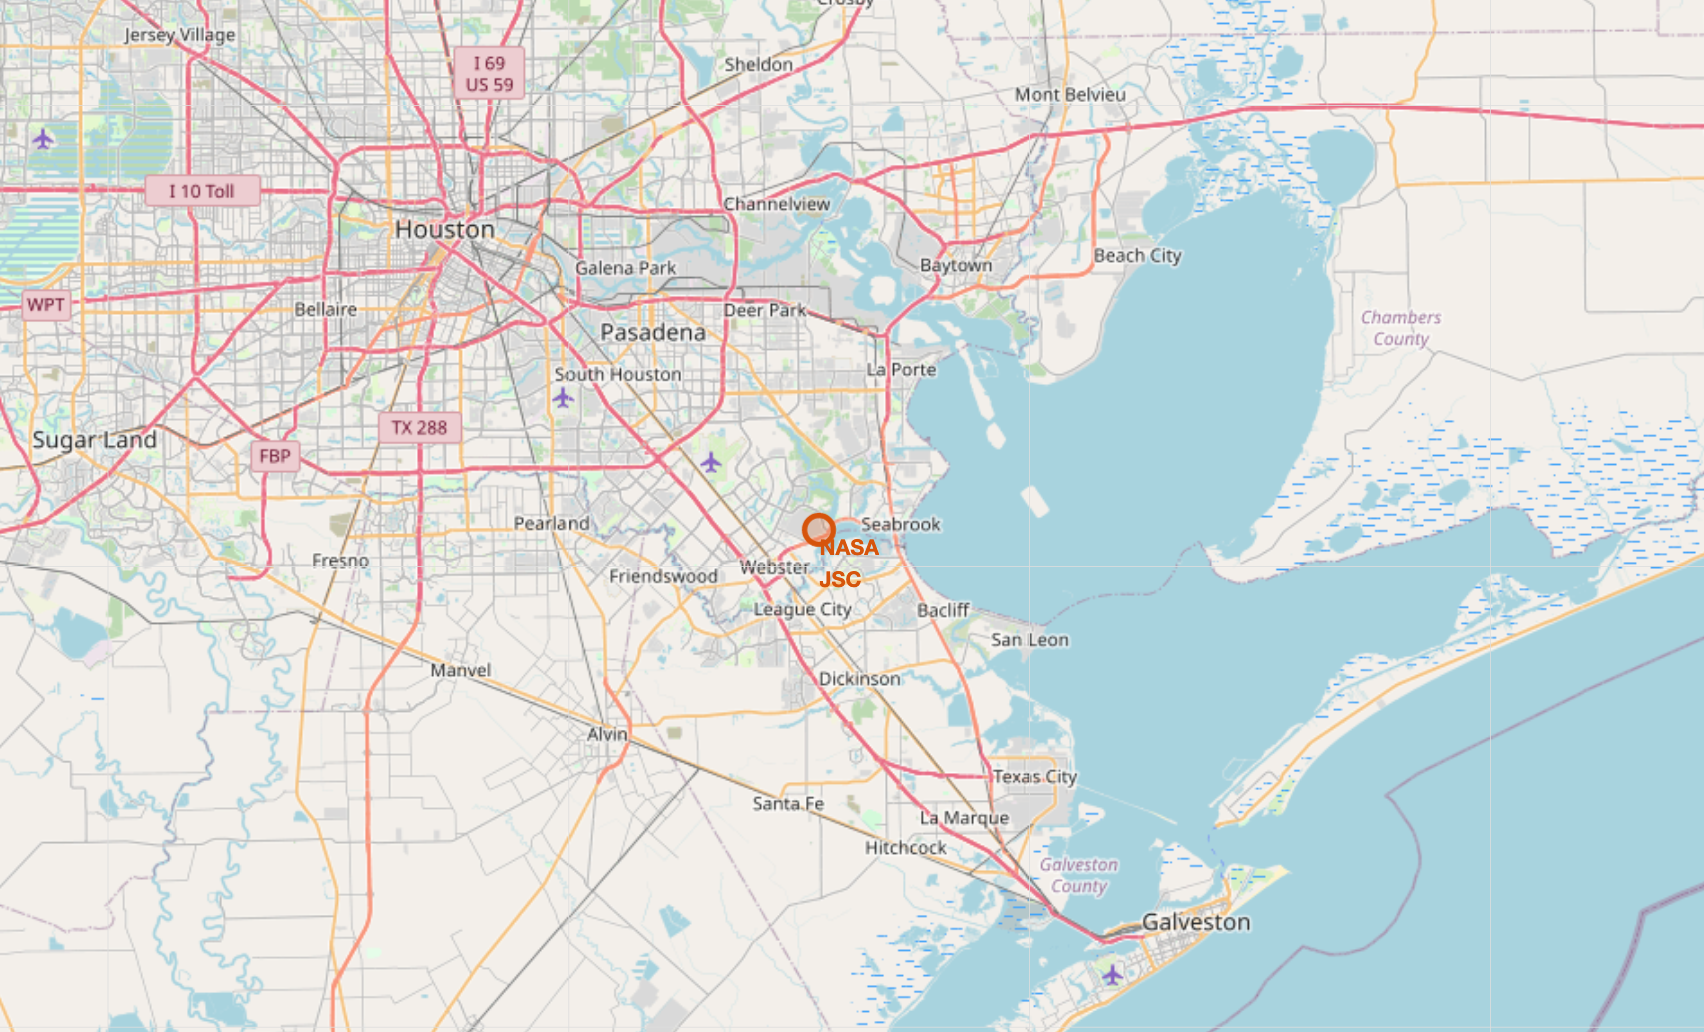 Crosby
Jersey Village
I 69
US 59
Sheldon
Mont Belvieu
I 10 Toll
Channelview
Houston
Galena Park
Baytown
Beach City
WPT
Bellaire
Deer Park
Pasadena
Chambers
County
La Porte
South Houston
TX 288
Sugar Land
FBP
Pearland
Seabrook
NASA
JSC
Fresno
Friendswood
Webster
League City
Bacliff
San Leon
Manvel
Dickinson
Alvin
Texas City
Santa Fe
La Marque
Hitchcock
Galveston
County
Galveston